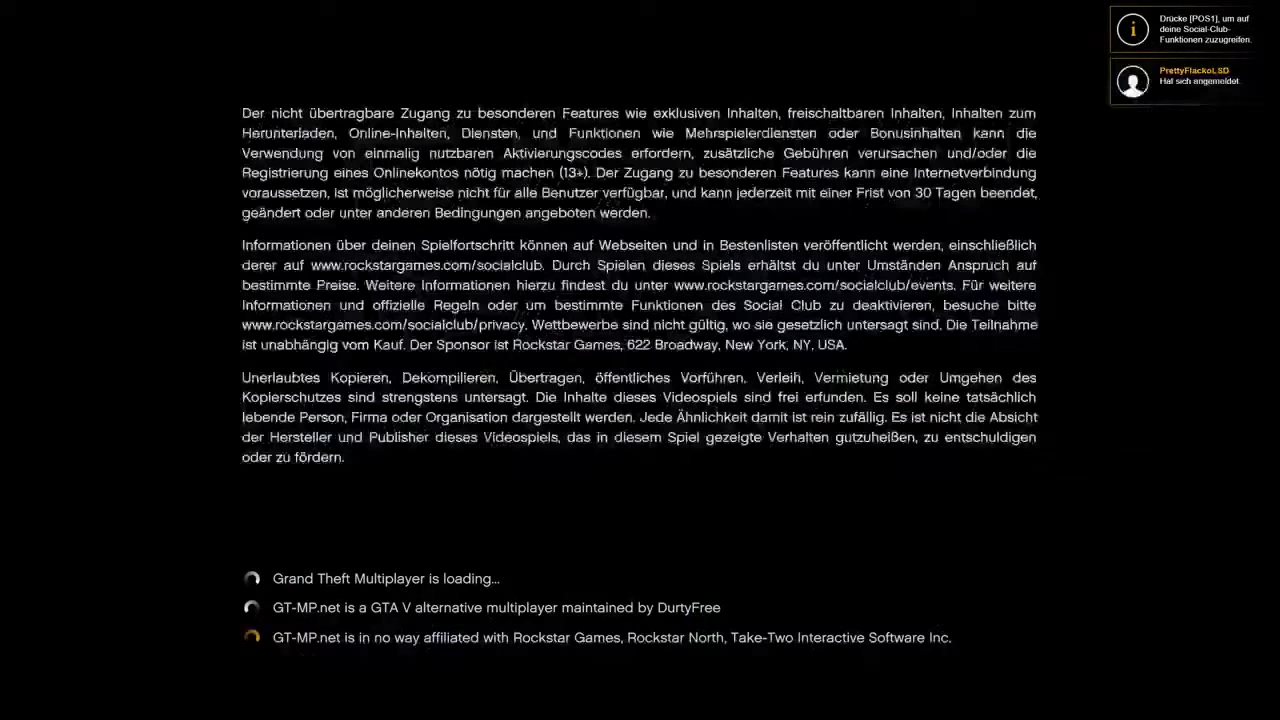 Drücke [POS1], um auf
deine Social-Club-
Funktionen zuzugreifen.
PrettyFlackoLSD
Hat sich angemeldet.
Der nicht übertragbare Zugang zu besonderen Features wie exklusiven Inhalten, freischaltbaren Inhalten, Inhalten zum
Herunterladen, Online-Inhalten, Diensten, und Funktionen wie Mehrspielerdiensten oder Bonusinhalten kann die
Verwendung von einmalig nutzbaren Aktivierungscodes erfordern, zusätzliche Gebühren verursachen und/oder die
Registrierung eines Onlinekontos nötig machen (13+). Der Zugang zu besonderen Features kann eine Internetverbindung
voraussetzen, ist möglicherweise nicht für alle Benutzer verfügbar, und kann jederzeit mit einer Frist von 30 Tagen beendet,
geändert oder unter anderen Bedingungen angeboten werden.
Informationen über deinen Spielfortschritt können auf Webseiten und in Bestenlisten veröffentlicht werden, einschließlich
derer auf www.rockstargames.com/socialclub. Durch Spielen dieses Spiels erhältst du unter Umständen Anspruch auf
bestimmte Preise. Weitere Informationen hierzu findest du unter www.rockstargames.com/socialclub/events. Für weitere
Informationen und offizielle Regeln oder um bestimmte Funktionen des Social Club zu deaktivieren, besuche bitte
www.rockstargames.com/socialclub/privacy. Wettbewerbe sind nicht gültig, wo sie gesetzlich untersagt sind. Die Teilnahme
ist unabhängig vom Kauf. Der Sponsor ist Rockstar Games, 622 Broadway, New York, NY, USA.
Unerlaubtes Kopieren, Dekompilieren, Übertragen, öffentliches Vorführen, Verleih, Vermietung oder Umgehen des
Kopierschutzes sind strengstens untersagt. Die Inhalte dieses Videospiels sind frei erfunden. Es soll keine tatsächlich
lebende Person, Firma oder Organisation dargestellt werden. Jede Ähnlichkeit damit ist rein zufällig. Es ist nicht die Absicht
der Hersteller und Publisher dieses Videospiels, das in diesem Spiel gezeigte Verhalten gutzuheißen, zu entschuldigen
oder zu fördern.
Grand Theft Multiplayer is loading...
GT-MP.net is a GTA V alternative multiplayer maintained by DurtyFree
GT-MP.net is in no way affiliated with Rockstar Games, Rockstar North, Take-Two Interactive Software Inc.